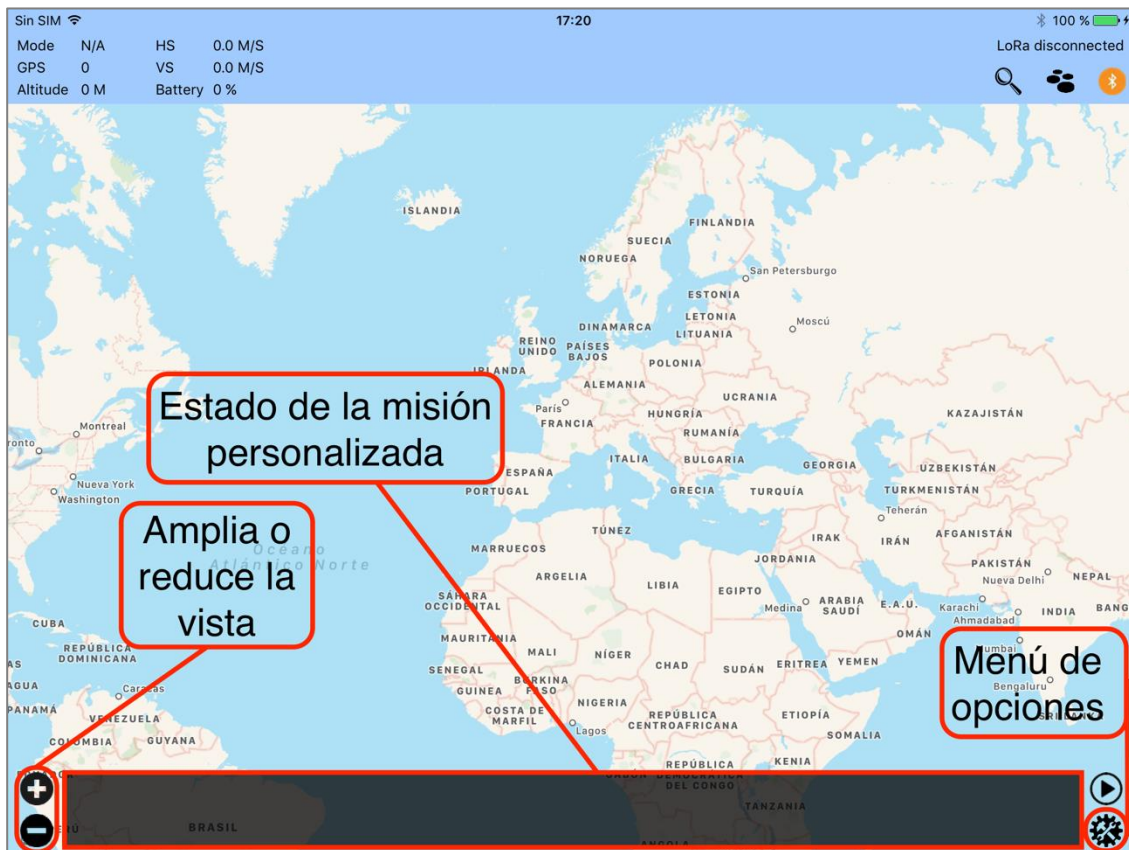 Sin SIM 17:20 100 %
Mode N/A HS 0.0 M/S LoRa disconnected
GPS 0 VS 0.0 M/S
Altitude 0 M Battery 0 %
ISLANDIA
FINLANDIA
SUECIA
NORUEGA
San Petersburgo
ESTONIA
LETONIA
Moscú
DINAMARCA
LITUANIA
REINO
UNIDO
PAÍSES
BAJOS
POLONIA
IRLANDA
ALEMANIA
UCRANIA
París
FRANCIA
HUNGRÍA
KAZAJISTÁN
RUMANÍA
Montreal
ITALIA
BULGARIA
GEORGIA
UZBEKISTÁN
ESPAÑA
PORTUGAL
GRECIA
TURQUÍA
TURKMENISTÁN
Nueva York
Washington
Teherán
Estado de la misión
personalizada
Amplia o
reduce la
vista
Océano
Atlántico Norte
TÚNEZ
MARRUECOS
IRAK
IRÁN
AFGANISTÁN
JORDANIA
PAKISTÁN
Nueva Delhi
NEPAL
ARGELIA
LIBIA
EGIPTO
SÁHARA
OCCIDENTAL
Medina
ARABIA
SAUDÍ
E.A.U.
Karachi
Ahmadabad
INDIA
BANG
CUBA
OMÁN
REPÚBLICA
DOMINICANA
MAURITANIA
MALI
NÍGER
CHAD
SUDÁN
ERITREA
YEMEN
Menú de
opciones
Bengaluru
SENEGAL
BURKINA
FASO
GUINEA
AGUA
Caracas
PANAMÁ
VENEZUELA
COSTA DE
MARFIL
NIGERIA
Lagos
REPÚBLICA
CENTROAFRICANA
ETIOPÍA
SOMALIA
COLOMBIA
GUYANA
REPÚBLICA
DEMOCRÁTICA
DEL CONGO
KENIA
TANZANIA
BRASIL
ANGOLA